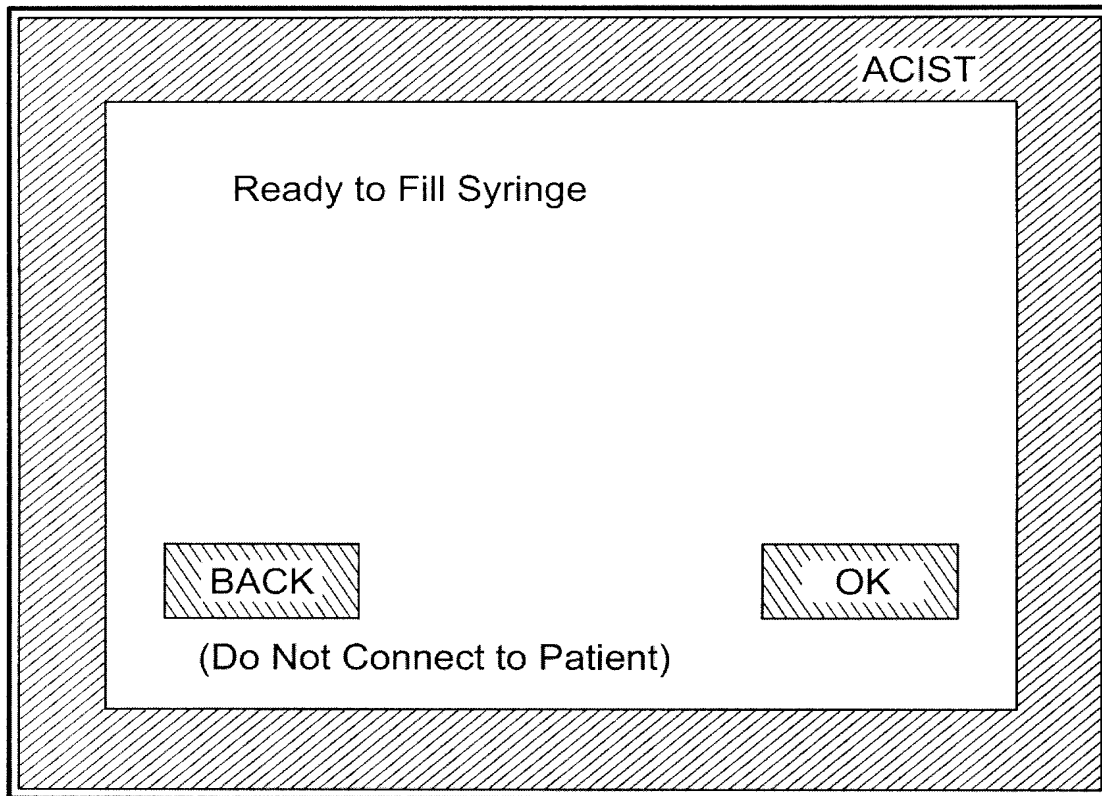 ACIST
Ready to Fill Syringe
BACK
OK
(Do Not Connect to Patient)